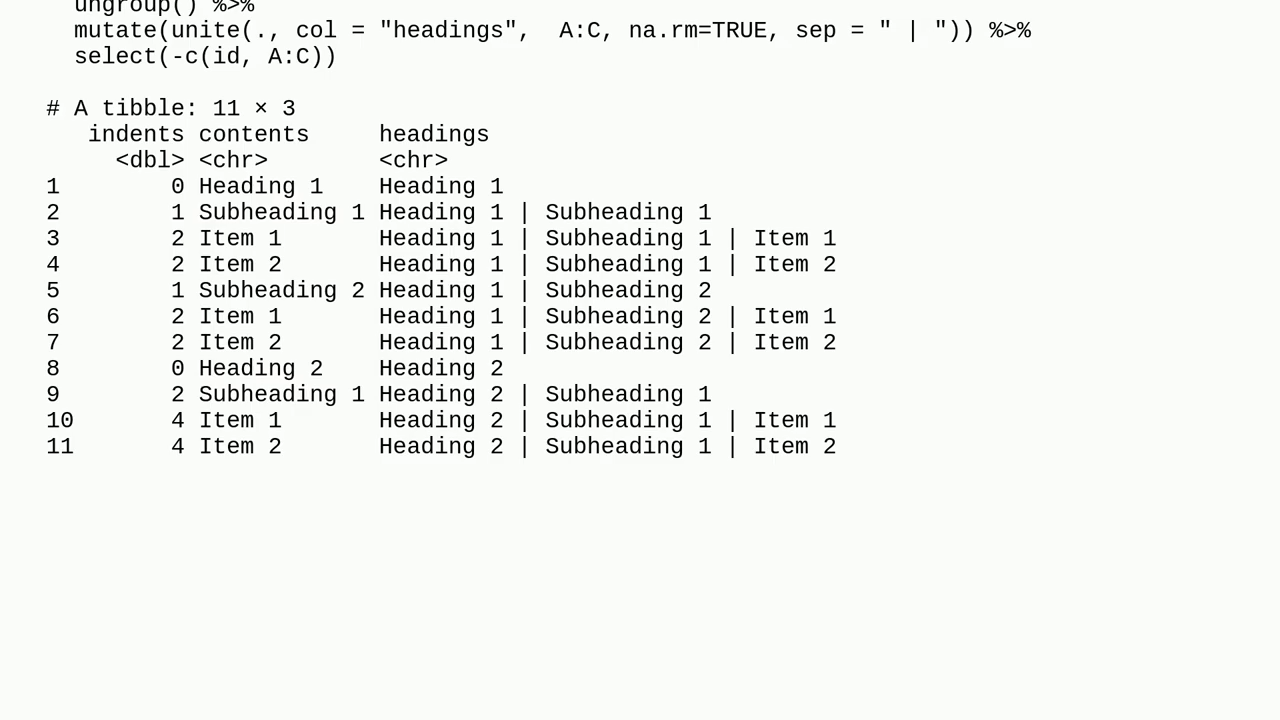 ungroup() %>%
mutate(unite(., col = "headings",  A:C, na.rm=TRUE, sep = " | ")) %>%
select(-c(id, A:C))
# A tibble: 11 × 3
indents contents     headings
<dbl> <chr>        <chr>
1        0 Heading 1    Heading 1
2        1 Subheading 1 Heading 1 | Subheading 1
3        2 Item 1       Heading 1 | Subheading 1 | Item 1
4        2 Item 2       Heading 1 | Subheading 1 | Item 2
5        1 Subheading 2 Heading 1 | Subheading 2
6        2 Item 1       Heading 1 | Subheading 2 | Item 1
7        2 Item 2       Heading 1 | Subheading 2 | Item 2
8        0 Heading 2    Heading 2
9        2 Subheading 1 Heading 2 | Subheading 1
10       4 Item 1       Heading 2 | Subheading 1 | Item 1
11       4 Item 2       Heading 2 | Subheading 1 | Item 2